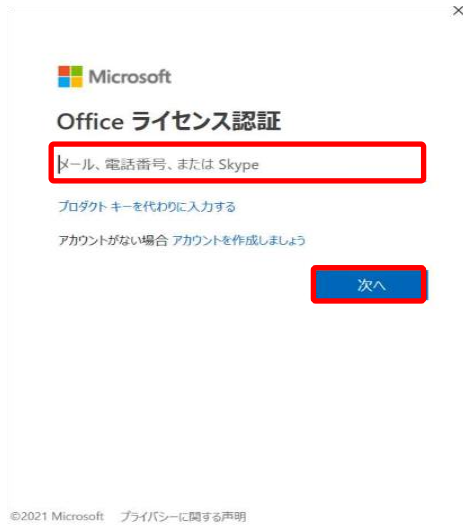 Microsoft
Office ライセンス認証
メール、電話番号、または Skype
プロダクト キーを代わりに入力する
アカウントがない場合 アカウントを作成しましょう
次へ
©2021 Microsoft プライバシーに関する声明